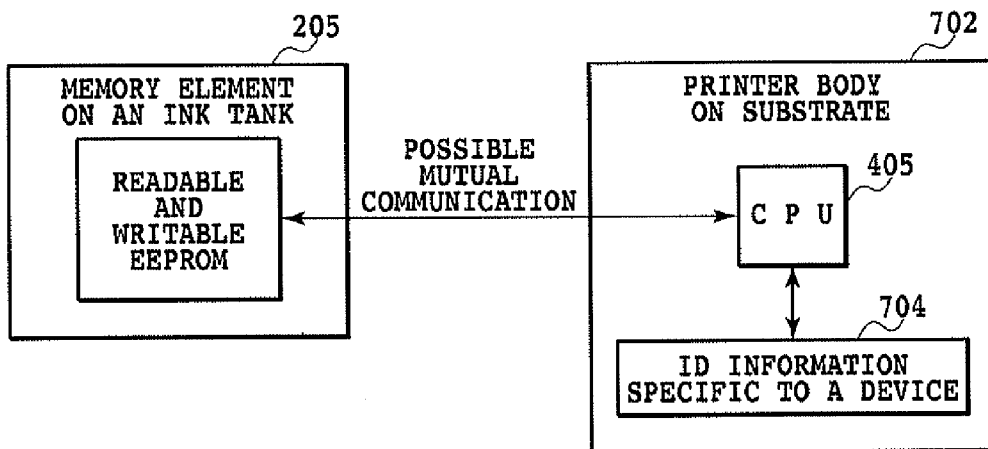 205
MEMORY ELEMENT
ON AN INK TANK
READABLE
AND
WRITABLE
EEPROM
POSSIBLE
MUTUAL
COMMUNICATION
702
PRINTER BODY
ON SUBSTRATE
405
C P U
704
ID INFORMATION
SPECIFIC TO A DEVICE